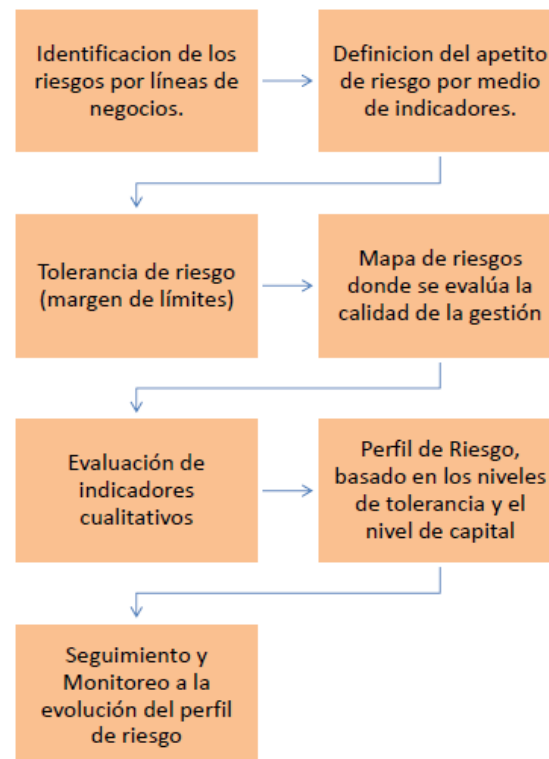 Identificacion de los
riesgos por líneas de
negocios.
Definicion del apetito
de riesgo por medio
de indicadores.
Tolerancia de riesgo
(margen de límites)
Mapa de riesgos
donde se evalúa la
calidad de la gestión
Evaluación de
indicadores
cualitativos
Perfil de Riesgo,
basado en los niveles
de tolerancia y el
nivel de capital
Seguimiento y
Monitoreo a la
evolución del perfil
de riesgo